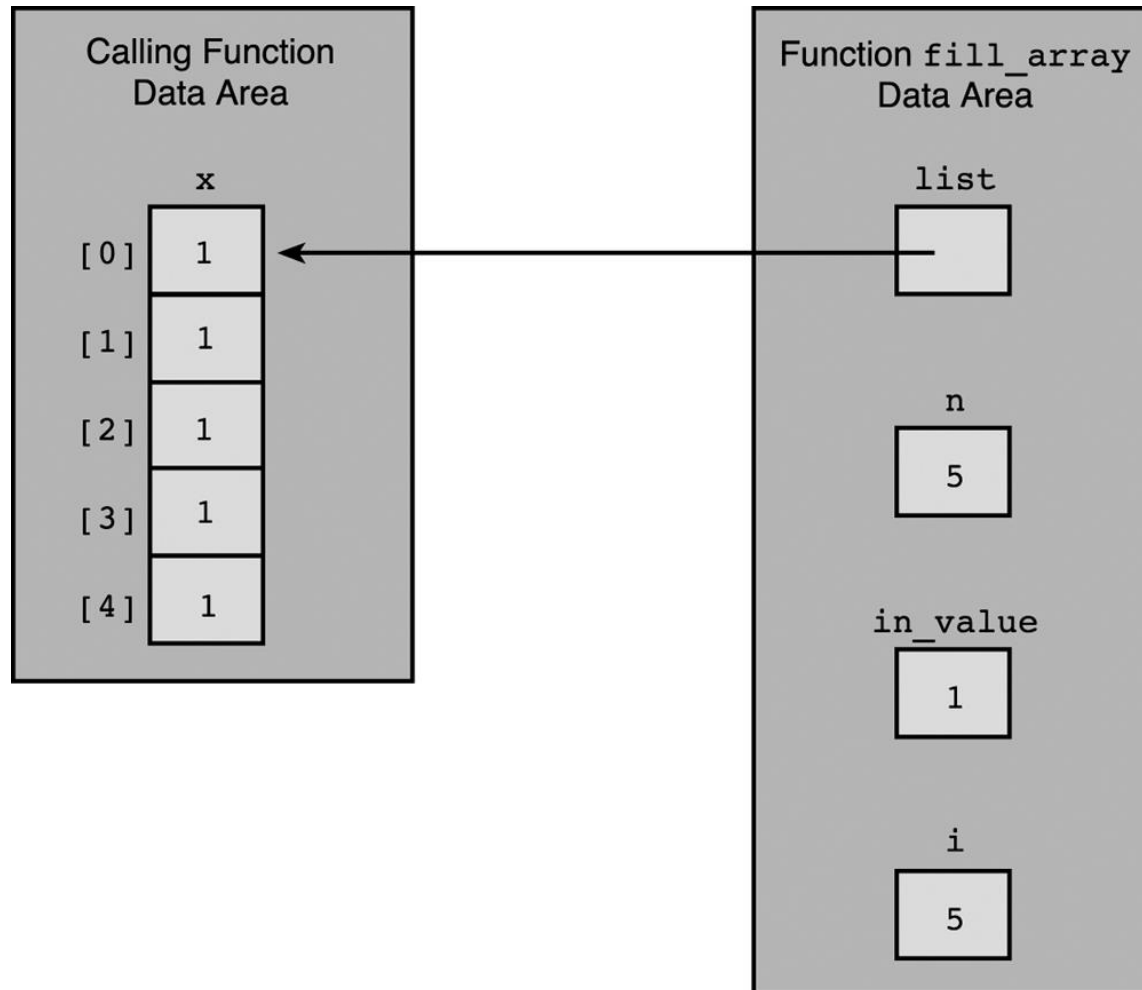 Calling Function
Data Area
x
[0] 1
[1] 1
[2] 1
[3] 1
[4] 1
Function fill_array
Data Area
list
n
5
in_value
1
i
5